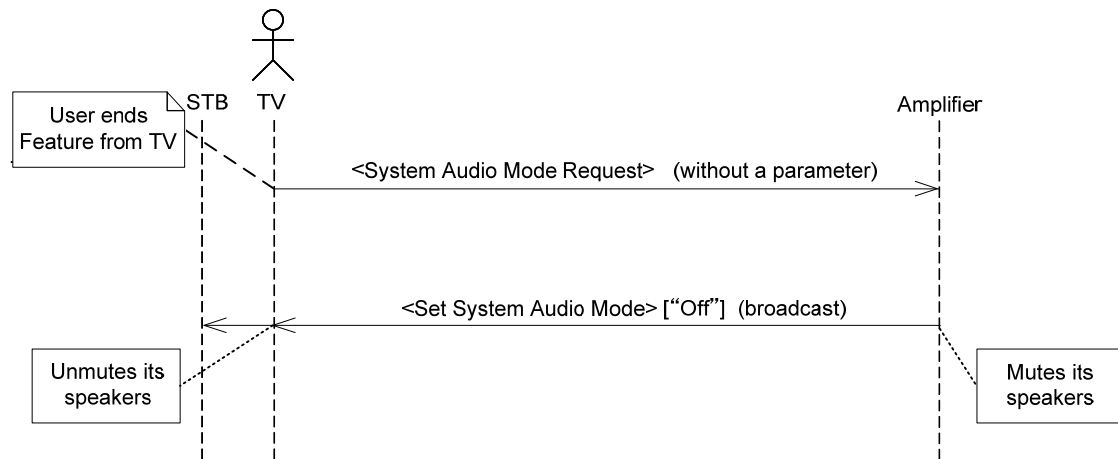 STB
TV
Amplifier
User ends
Feature from TV
<System Audio Mode Request> (without a parameter)
<Set System Audio Mode> [“Off”] (broadcast)
Unmutes its
speakers
Mutes its
speakers